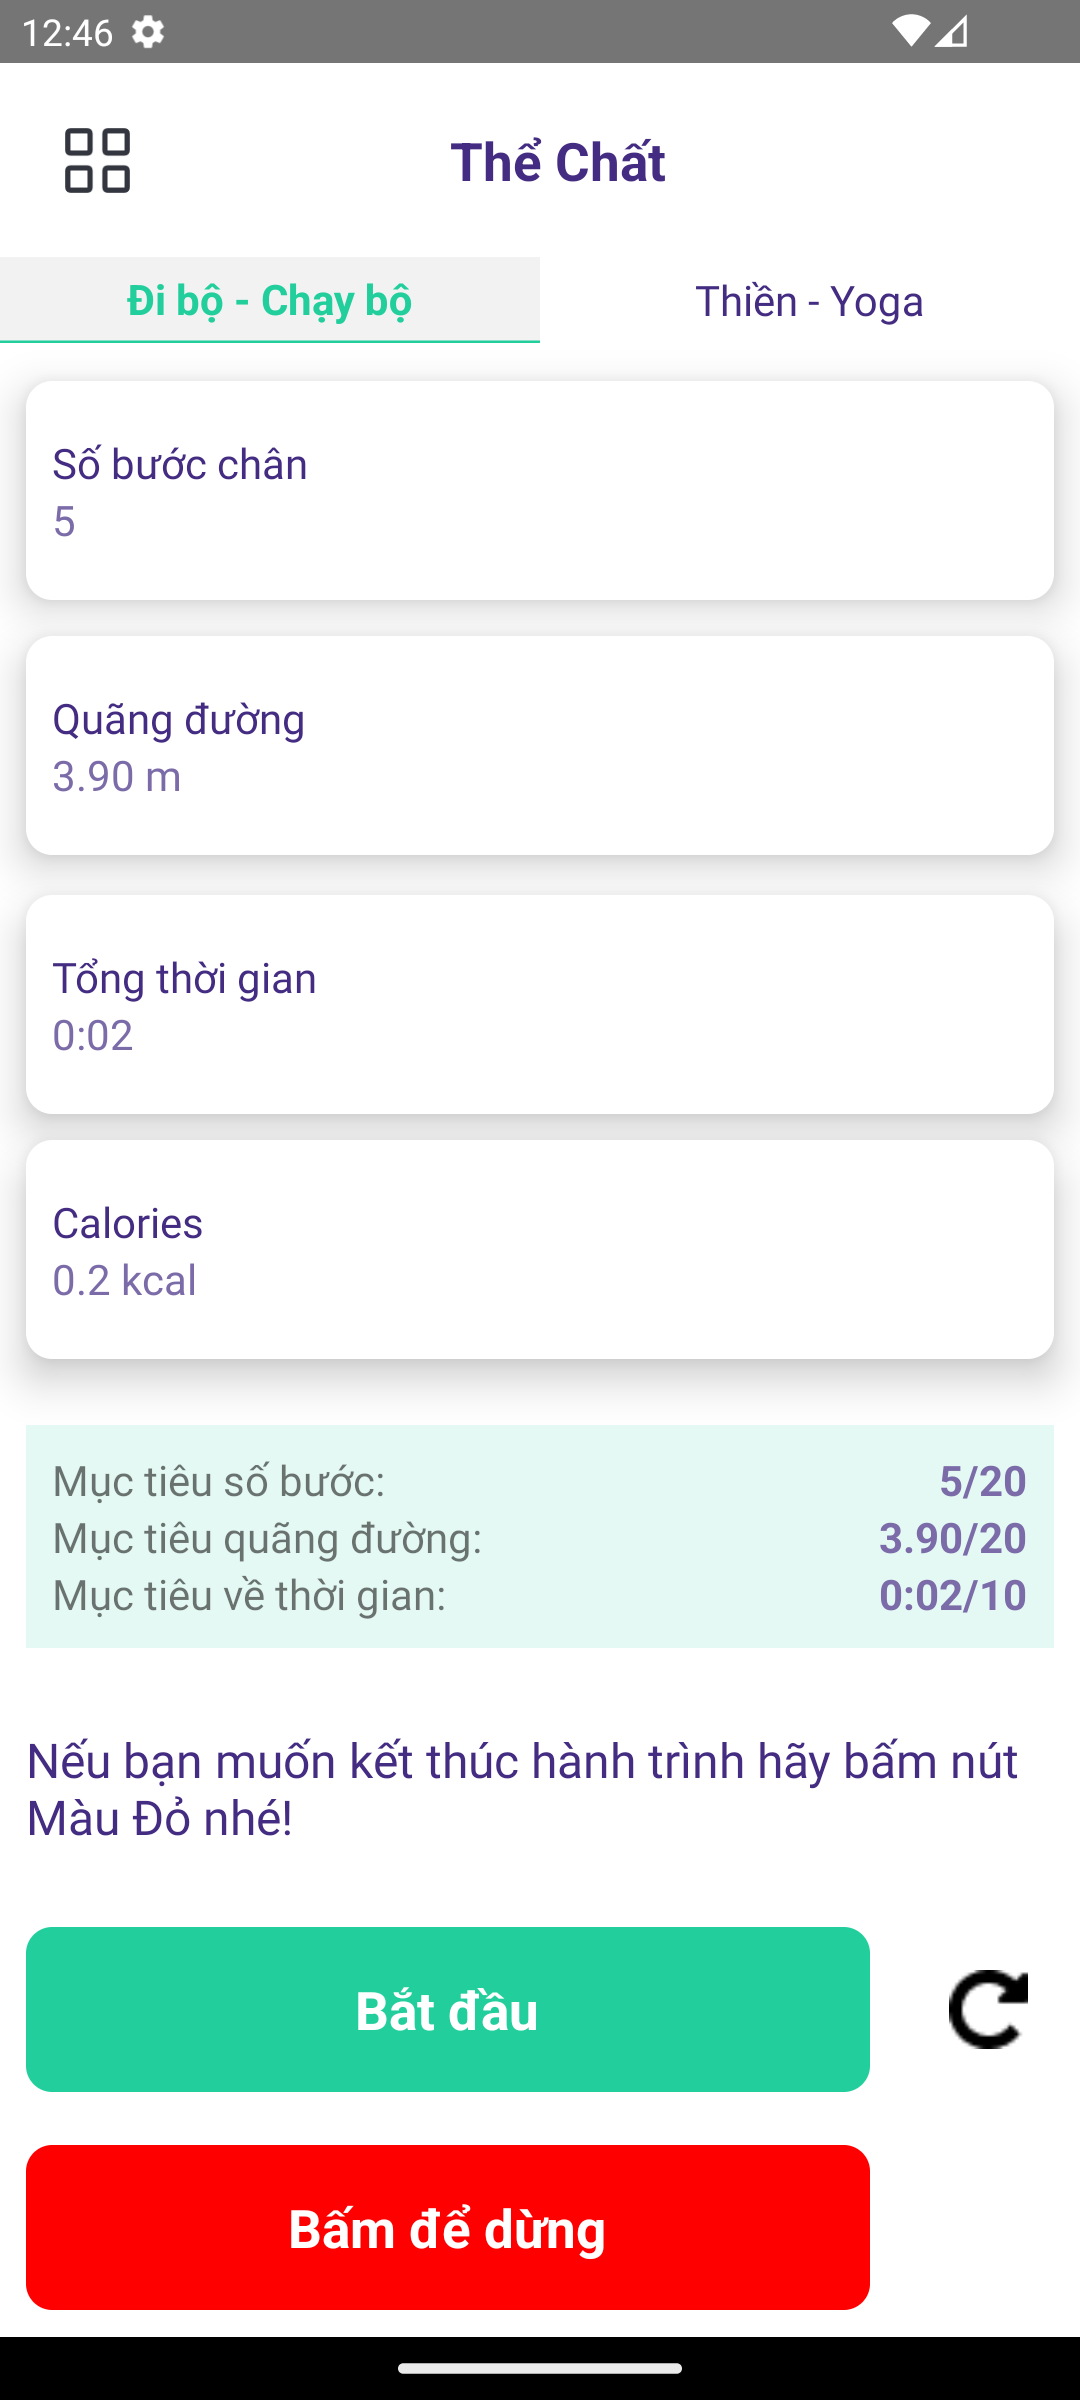 12:46
Thể Chất
Đi bộ - Chạy bộ
Thiền - Yoga
Số bước chân
5
Quãng đường
3.90 m
Tổng thời gian
0:02
Calories
0.2 kcal
Mục tiêu số bước: 5/20
Mục tiêu quãng đường: 3.90/20
Mục tiêu về thời gian: 0:02/10
Nếu bạn muốn kết thúc hành trình hãy bấm nút
Màu Đỏ nhé!
Bắt đầu
Bấm để dừng